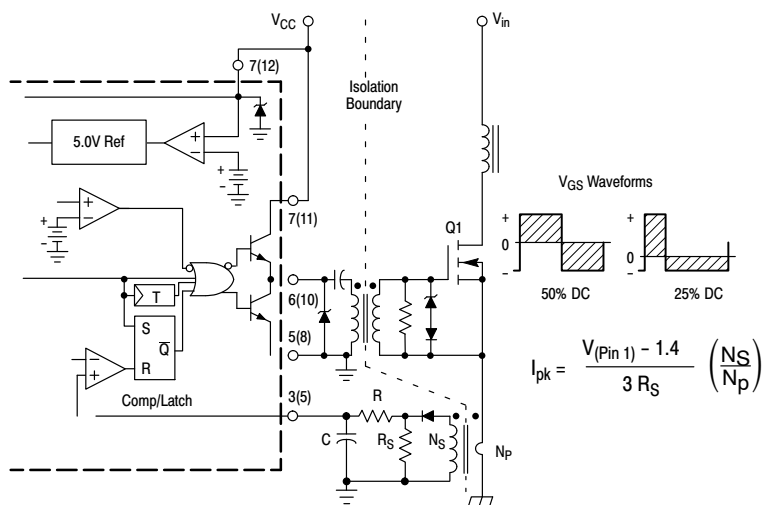 V_CC
V_in
7(12)
Isolation
Boundary
5.0V Ref
+
–
+
–
V_GS Waveforms
7(11)
Q1
+
–
+
–
+
0
–
+
0
–
50% DC
25% DC
6(10)
T
5(8)
S
Q̅
R
I_pk = V_(Pin 1) – 1.4 / 3 R_S (N_S / N_p)
–
+
Comp/Latch
3(5)
R
C
R_S
N_S
N_P